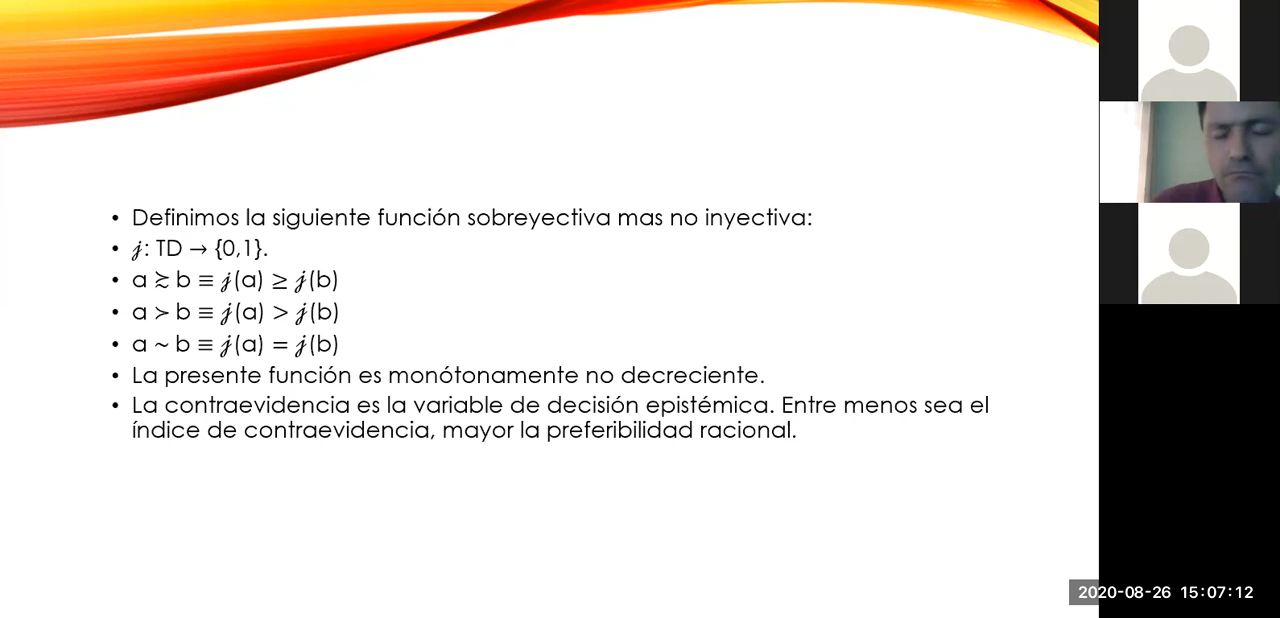 • Definimos la siguiente función sobreyectiva mas no inyectiva:
• 𝒿: TD → {0,1}.
• a ≿ b ≡ 𝒿(a) ≥ 𝒿(b)
• a ≻ b ≡ 𝒿(a) > 𝒿(b)
• a ~ b ≡ 𝒿(a) = 𝒿(b)
• La presente función es monótonamente no decreciente.
• La contraevidencia es la variable de decisión epistémica. Entre menos sea el
índice de contraevidencia, mayor la preferibilidad racional.
2020-08-26 15:07:12